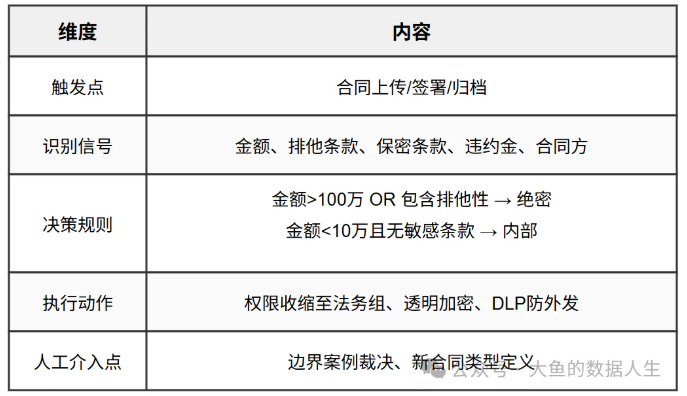 维度 内容
触发点 合同上传/签署/归档
识别信号 金额、排他条款、保密条款、违约金、合同方
决策规则 金额>100万 OR 包含排他性 → 绝密
金额<10万且无敏感条款 → 内部
执行动作 权限收缩至法务组、透明加密、DLP防外发
人工介入点 边界案例裁决、新合同类型定义
公众号 · 大鱼的数据人生